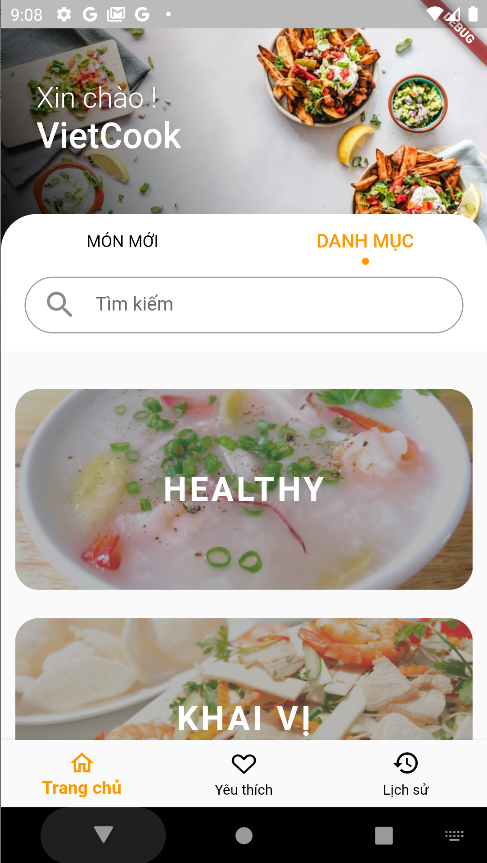 9:08
DEBUG
Xin chào !
VietCook
MÓN MỚI
DANH MỤC
Tìm kiếm
HEALTHY
KHAI VỊ
Trang chủ
Yêu thích
Lịch sử